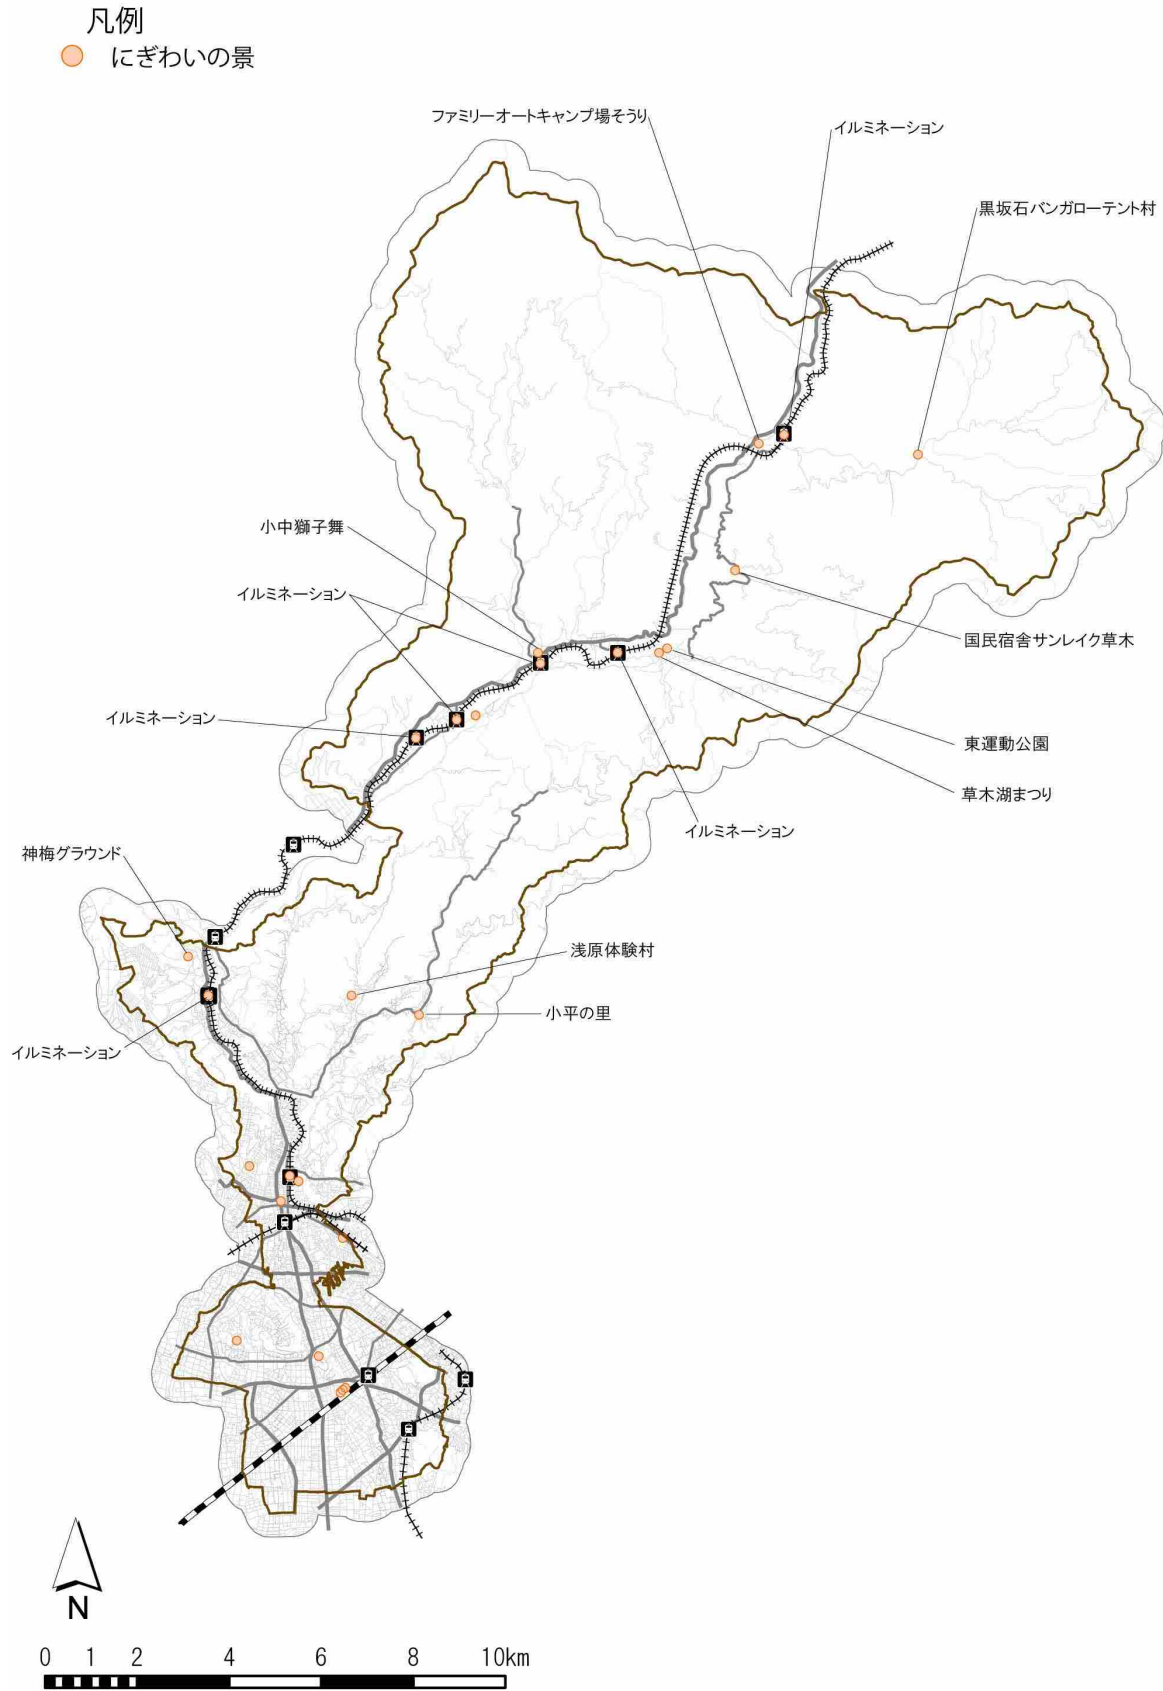 凡例
にぎわいの景
ファミリーオートキャンプ場そうり
イルミネーション
黒坂石バンガローテント村
小中獅子舞
イルミネーション
国民宿舎サンレイク草木
イルミネーション
東運動公園
草木湖まつり
イルミネーション
神梅グラウンド
浅原体験村
小平の里
イルミネーション
N
0 1 2 4 6 8 10km